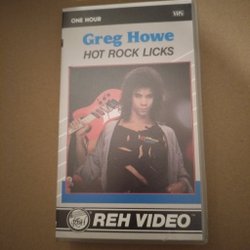 ONE HOUR
VHS
Greg Howe
HOT ROCK LICKS
REH VIDEO